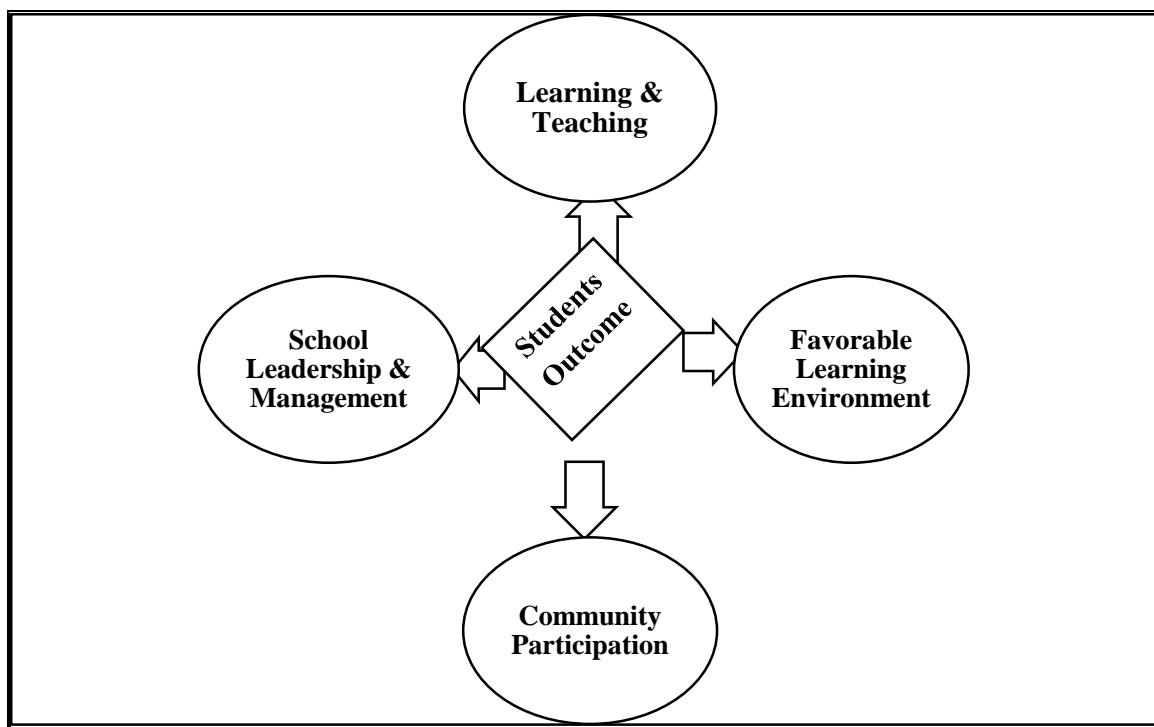 Learning &
Teaching
Students
Outcome
School
Leadership &
Management
Favorable
Learning
Environment
Community
Participation